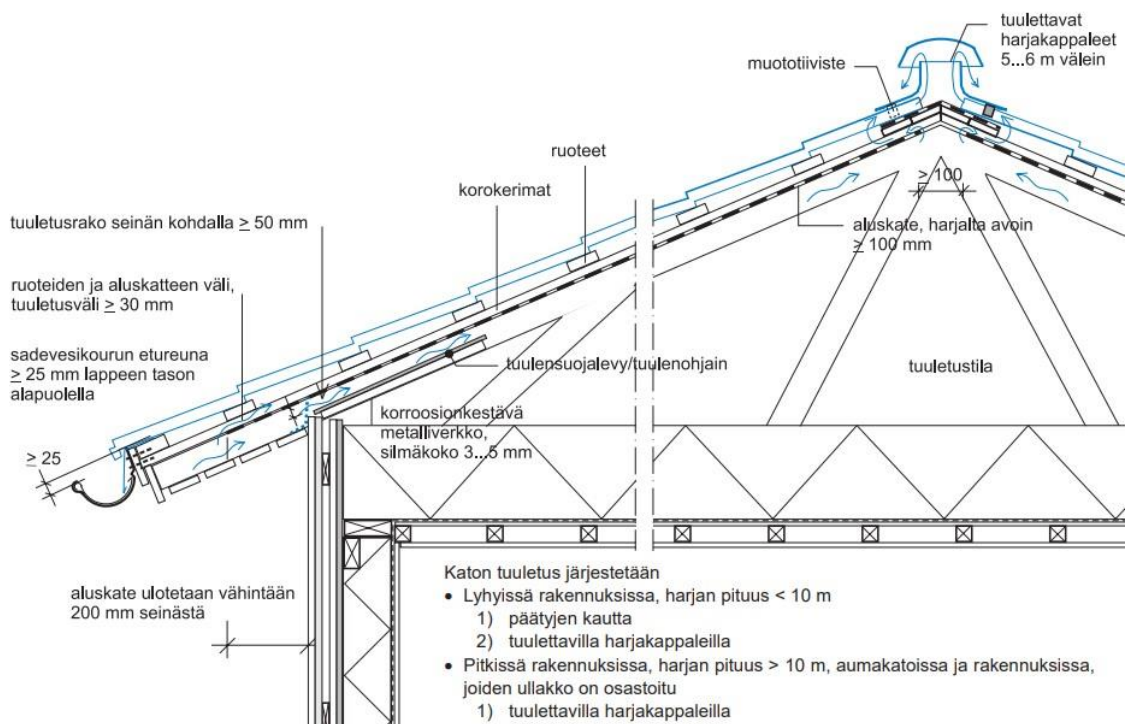 tuulettavat
harjakappaleet
5...6 m välein
muototiiviste
ruoteet
korokerimat
≥ 100
tuuletusrako seinän kohdalla ≥ 50 mm
aluskate, harjalta avoin
≥ 100 mm
ruoteiden ja aluskatteen väli,
tuuletusväli ≥ 30 mm
sadevesikourun etureuna
≥ 25 mm lappeen tason
alapuolella
tuulensuojalevy/tuulenohjain
tuuletustila
korroosionkestävä
metalliverkko,
silmäkoko 3...5 mm
≥ 25
aluskate ulotetaan vähintään
200 mm seinästä
Katon tuuletus järjestetään
• Lyhyissä rakennuksissa, harjan pituus < 10 m
1) päätyjen kautta
2) tuulettavilla harjakappaleilla
• Pitkissä rakennuksissa, harjan pituus > 10 m, aumakatoissa ja rakennuksissa,
joiden ullakko on osastoitu
1) tuulettavilla harjakappaleilla